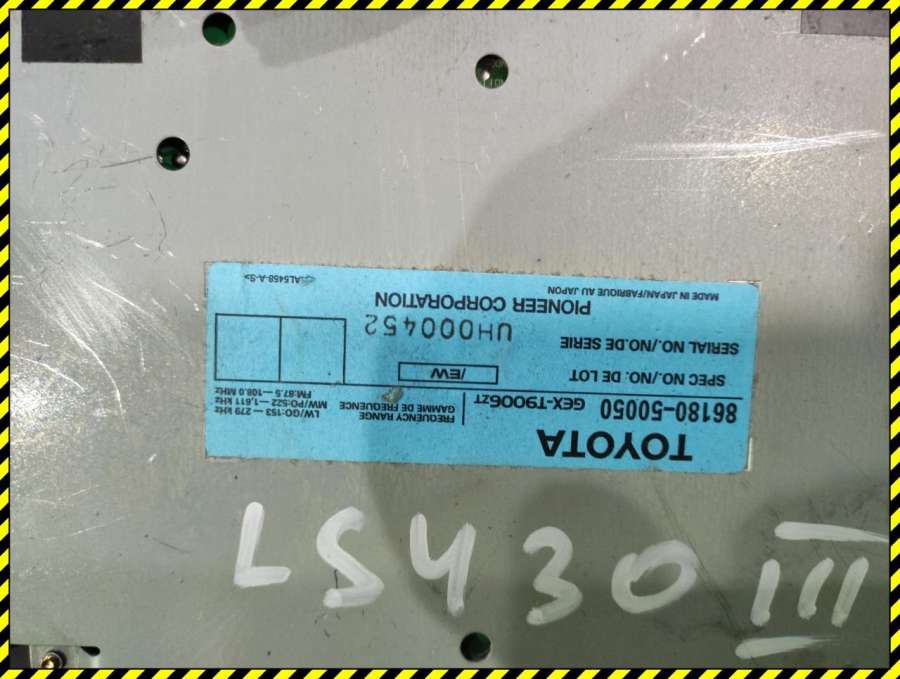 TOYOTA
86180-50050 GEX-T9006ZT
FREQUENCY RANGE
GAMME DE FREQUENCE
LW/GO:153—279 kHz
MW/PO:522—1,611 kHz
FM:87.5—108.0 MHz
SPEC NO./NO. DE LOT /EW
SERIAL NO./NO.DE SERIE UH000452
PIONEER CORPORATION
MADE IN JAPAN/FABRIQUE AU JAPON
<AL5458-A-S>
LS430 III